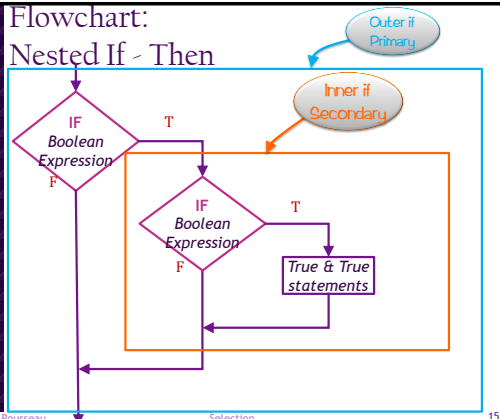 Flowchart:
Nested If - Then
Outer if
Primary
Inner if
Secondary
IF
Boolean
Expression
T
F
IF
Boolean
Expression
T
F
True & True
statements
Rousseau
Selection
15